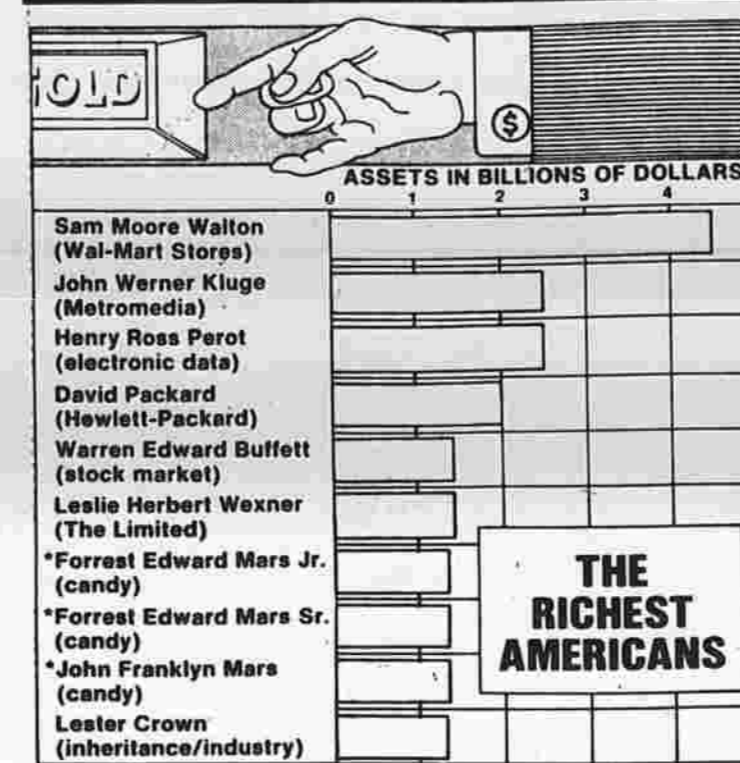 GOLD
$
ASSETS IN BILLIONS OF DOLLARS
0 1 2 3 4
Sam Moore Walton
(Wal-Mart Stores)
John Werner Kluge
(Metromedia)
Henry Ross Perot
(electronic data)
David Packard
(Hewlett-Packard)
Warren Edward Buffett
(stock market)
Leslie Herbert Wexner
(The Limited)
*Forrest Edward Mars Jr.
(candy)
*Forrest Edward Mars Sr.
(candy)
*John Franklyn Mars
(candy)
Lester Crown
(inheritance/industry)
THE
RICHEST
AMERICANS